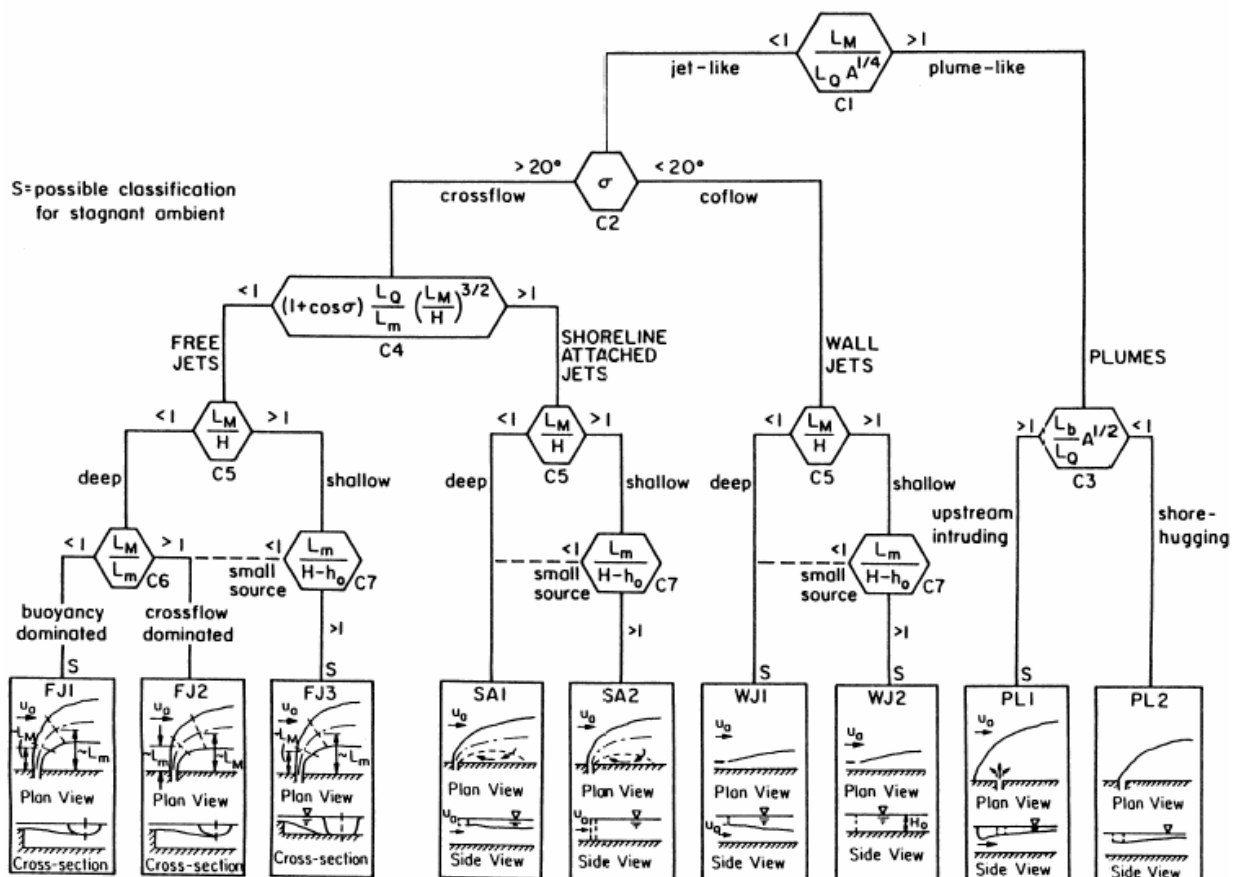 <1
L_M
L_Q A^{1/4}
>1
jet-like
plume-like
C1
S=possible classification
for stagnant ambient
>20°
σ
<20°
crossflow
coflow
C2
<1
(1+cosσ) L_Q/L_m (L_M/H)^{3/2}
>1
C4
FREE
JETS
SHORELINE
ATTACHED
JETS
WALL
JETS
PLUMES
<1
L_M/H
>1
C5
deep
shallow
<1
L_M/H
>1
C5
deep
shallow
<1
L_M/H
>1
C5
deep
shallow
>1
L_b/L_Q A^{1/2}
<1
C3
upstream
intruding
shore-
hugging
<1
L_M/L_m
>1
C6
buoyancy
dominated
crossflow
dominated
<1
L_m/H-h_o
C7
small
source
>1
<1
L_m/H-h_o
C7
small
source
>1
<1
L_m/H-h_o
C7
small
source
>1
S
S
S
S
S
FJ1
u_a
~L_M
~L_m
Plan View
Cross-section
FJ2
u_a
~L_m
~L_M
Plan View
Cross-section
FJ3
u_a
~L_M
~L_m
Plan View
Cross-section
SA1
u_a
Plan View
u_a
Side View
SA2
u_a
Plan View
u_a
Side View
WJ1
u_a
Plan View
u_a
Side View
WJ2
u_a
Plan View
H_o
Side View
PL1
u_a
Plan View
Side View
PL2
Plan View
Side View